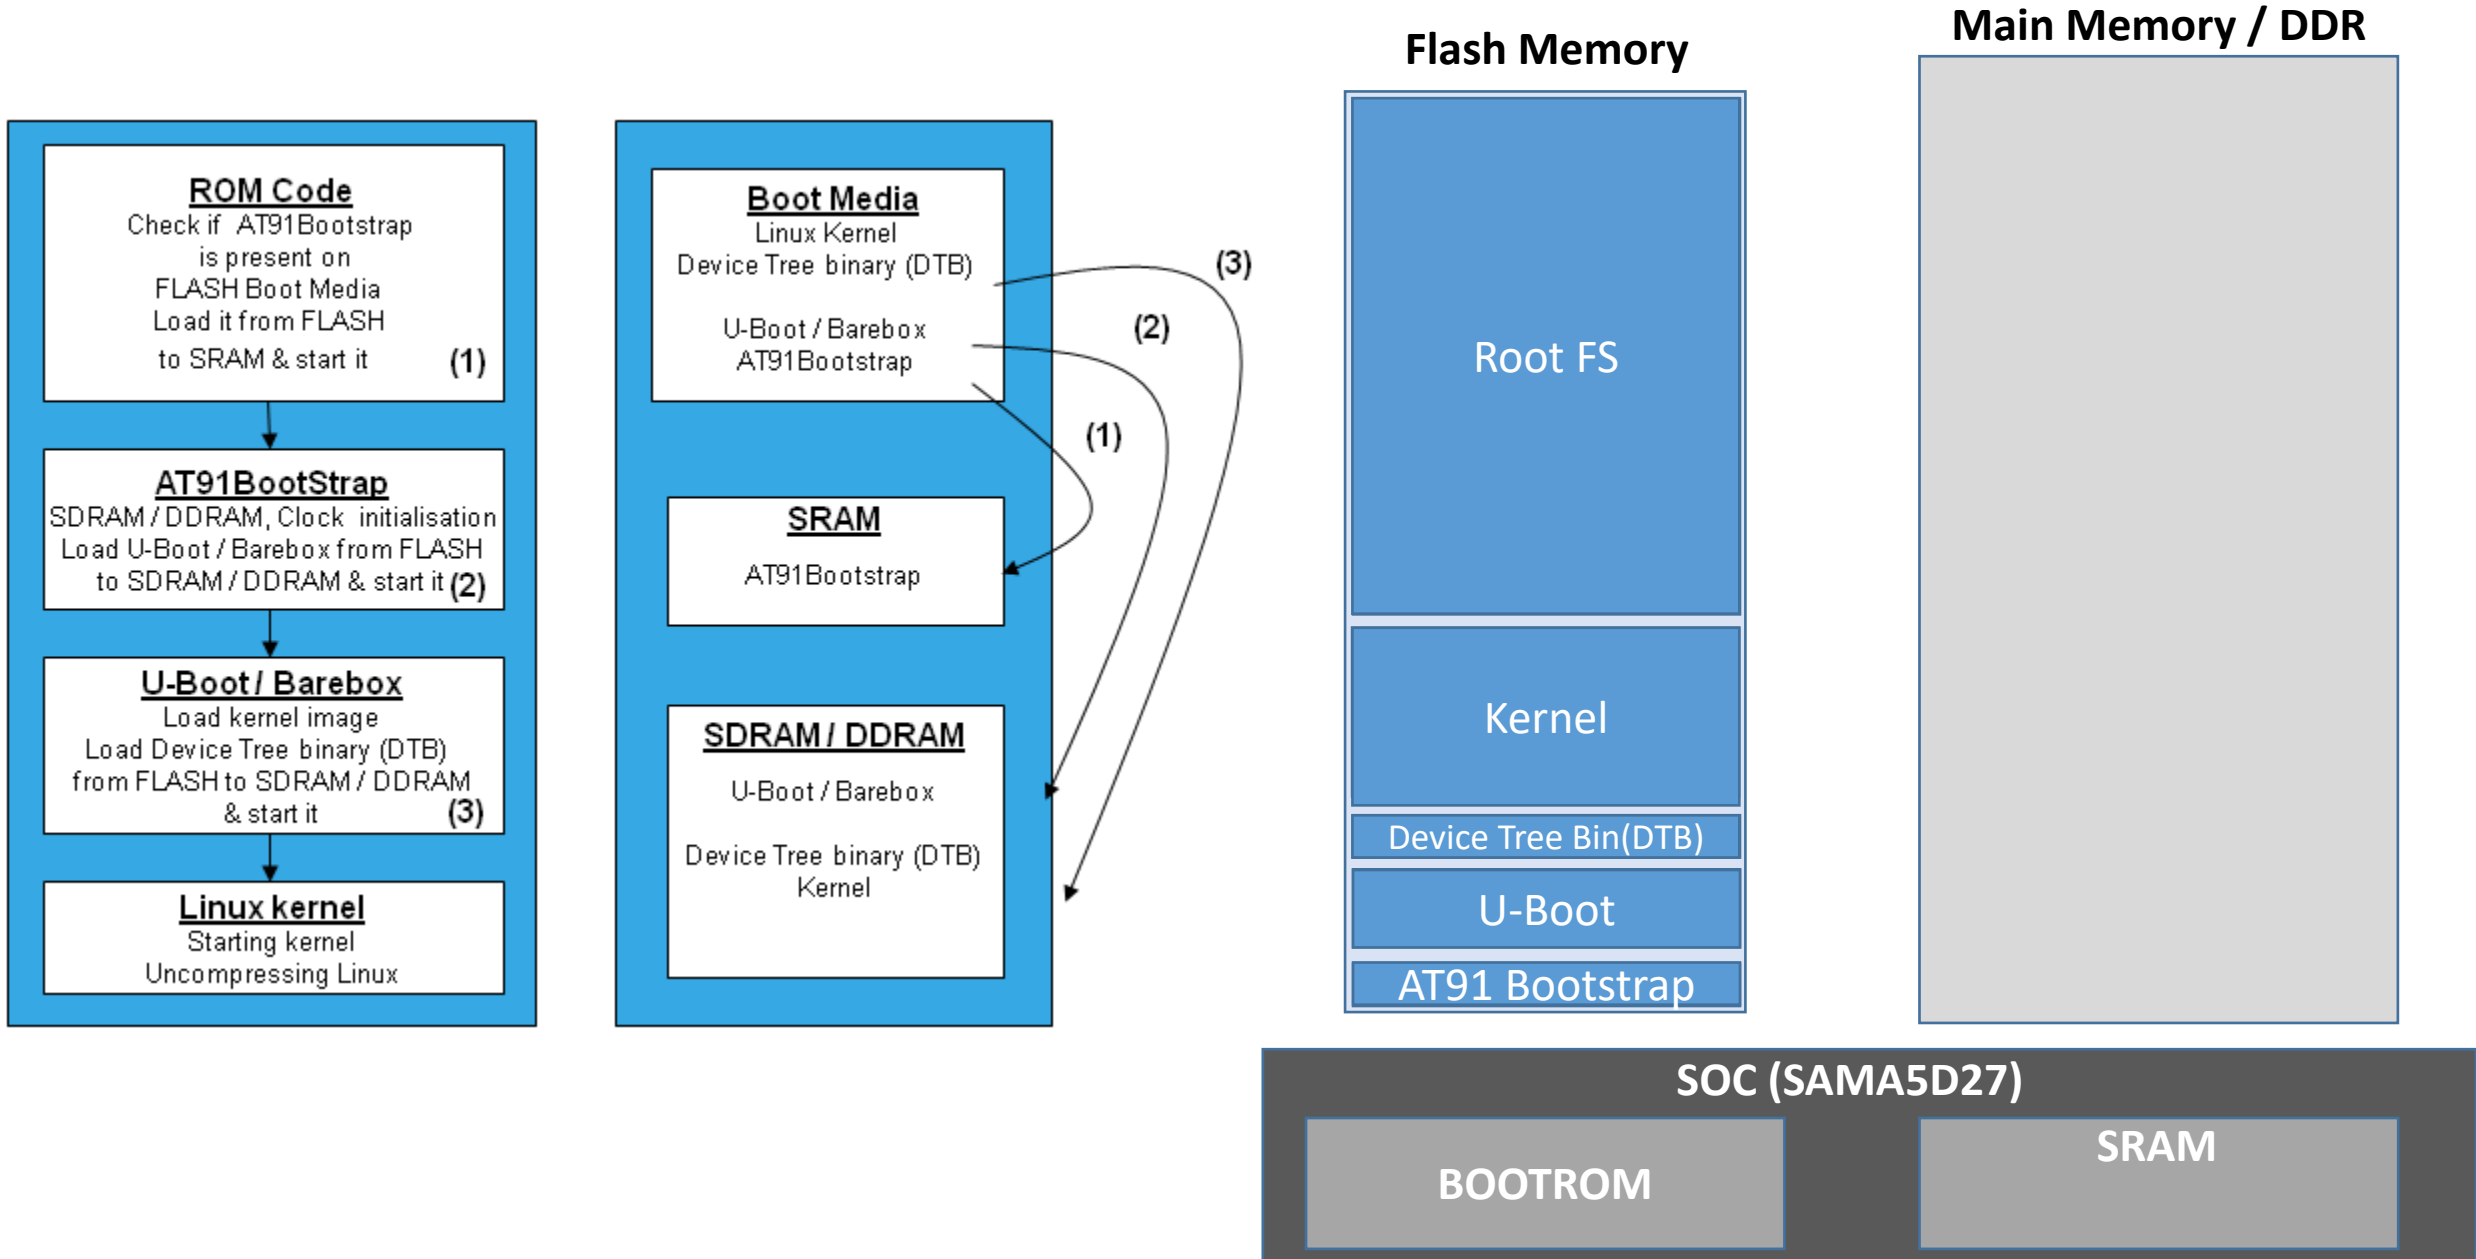 ROM Code
Check if AT91Bootstrap
is present on
FLASH Boot Media
Load it from FLASH
to SRAM & start it (1)
AT91BootStrap
SDRAM / DDRAM, Clock initialisation
Load U-Boot / Barebox from FLASH
to SDRAM / DDRAM & start it (2)
U-Boot / Barebox
Load kernel image
Load Device Tree binary (DTB)
from FLASH to SDRAM / DDRAM
& start it (3)
Linux kernel
Starting kernel
Uncompressing Linux
Boot Media
Linux Kernel
Device Tree binary (DTB)
U-Boot / Barebox
AT91Bootstrap
(3)
(2)
(1)
SRAM
AT91Bootstrap
SDRAM / DDRAM
U-Boot / Barebox
Device Tree binary (DTB)
Kernel
Flash Memory
Root FS
Kernel
Device Tree Bin(DTB)
U-Boot
AT91 Bootstrap
Main Memory / DDR
SOC (SAMA5D27)
BOOTROM
SRAM